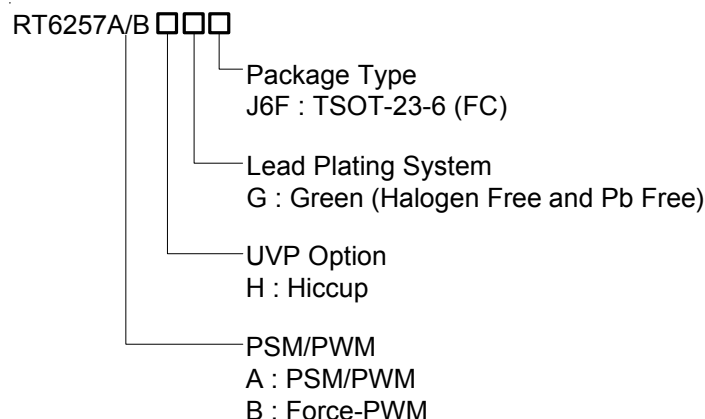 RT6257A/B
Package Type
J6F : TSOT-23-6 (FC)
Lead Plating System
G : Green (Halogen Free and Pb Free)
UVP Option
H : Hiccup
PSM/PWM
A : PSM/PWM
B : Force-PWM